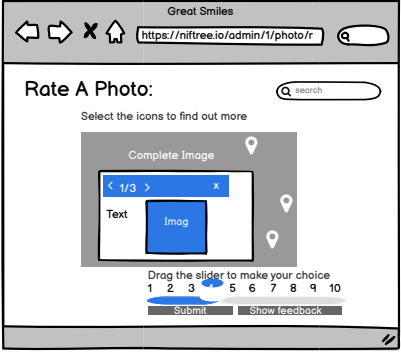 Great Smiles
https://niftree.io/admin/1/photo/r
Rate A Photo:
search
Select the icons to find out more
Complete Image
< 1/3 > x
Text
Imag
Drag the slider to make your choice
1 2 3 4 5 6 7 8 9 10
Submit Show feedback